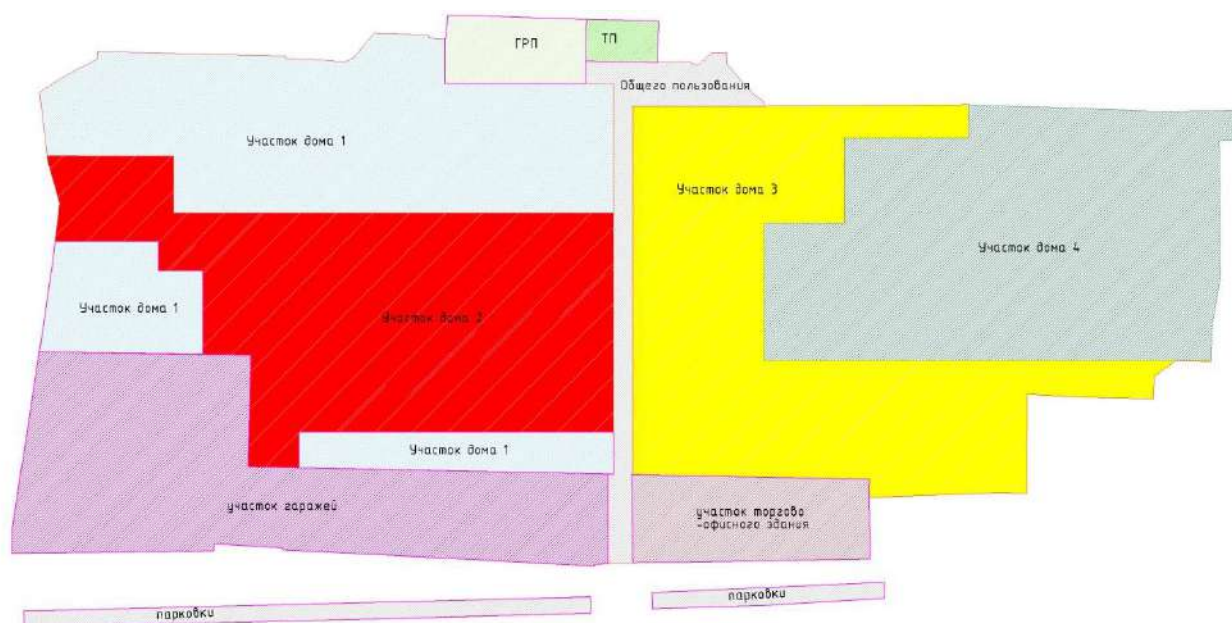 ГРП
ТП
Общего пользования
Участок дома 1
Участок дома 3
Участок дома 4
Участок дома 1
Участок дома 2
Участок дома 1
участок гаражей
участок торгово
-офисного здания
парковки
парковки